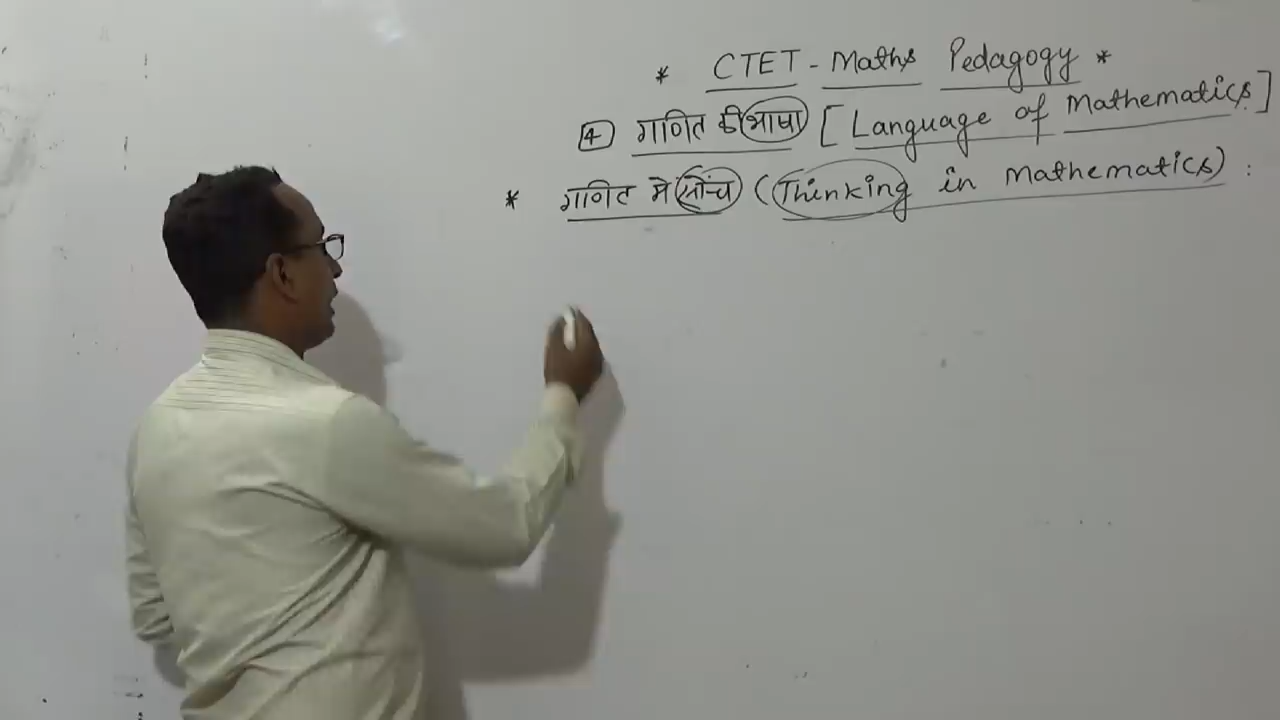 * CTET - Maths Pedagogy *
4 गणित की भाषा [Language of Mathematics]
* गणित मे सोंच (Thinking in Mathematics) :